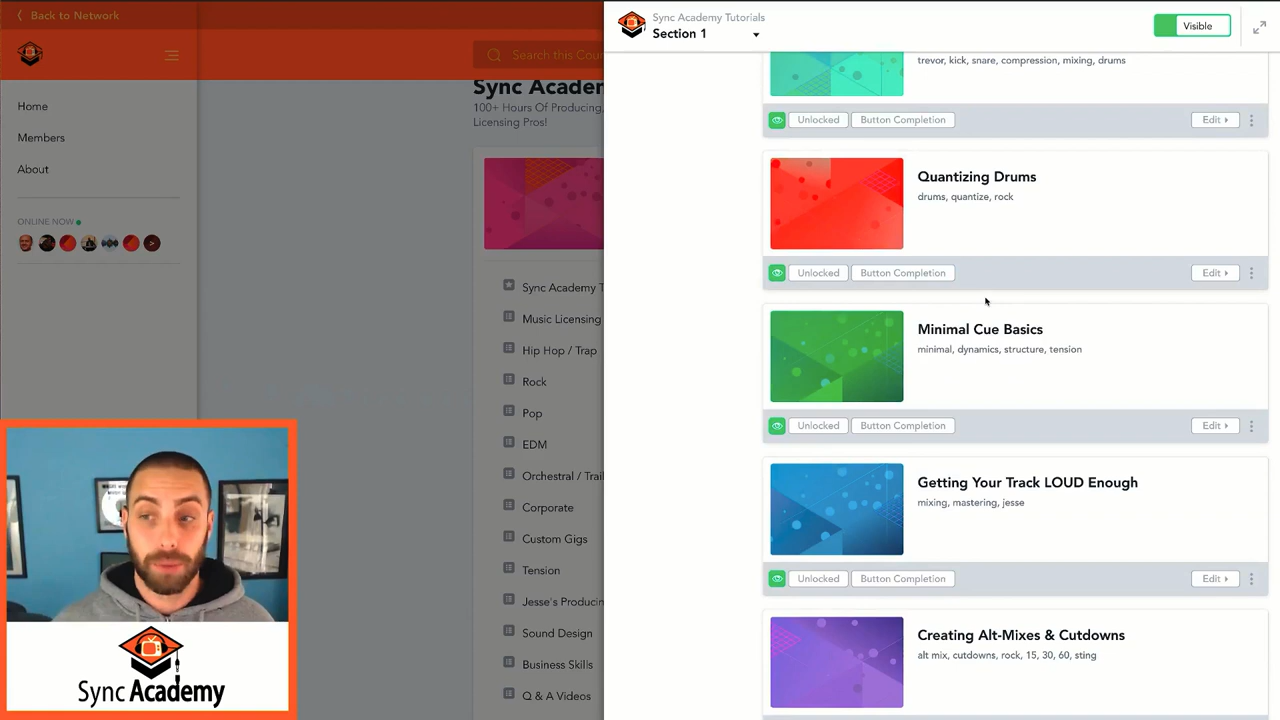 Back to Network
Home
Members
About
ONLINE NOW
Search this Cou
Sync Acader
100+ Hours Of Producing,
Licensing Pros!
Sync Academy T
Music Licensing
Hip Hop / Trap
Rock
Pop
EDM
Orchestral / Trail
Corporate
Custom Gigs
Tension
Jesse's Producin
Sound Design
Business Skills
Q & A Videos
Sync Academy
Sync Academy Tutorials
Section 1
Visible
trevor, kick, snare, compression, mixing, drums
Unlocked Button Completion Edit
Quantizing Drums
drums, quantize, rock
Unlocked Button Completion Edit
Minimal Cue Basics
minimal, dynamics, structure, tension
Unlocked Button Completion Edit
Getting Your Track LOUD Enough
mixing, mastering, jesse
Unlocked Button Completion Edit
Creating Alt-Mixes & Cutdowns
alt mix, cutdowns, rock, 15, 30, 60, sting